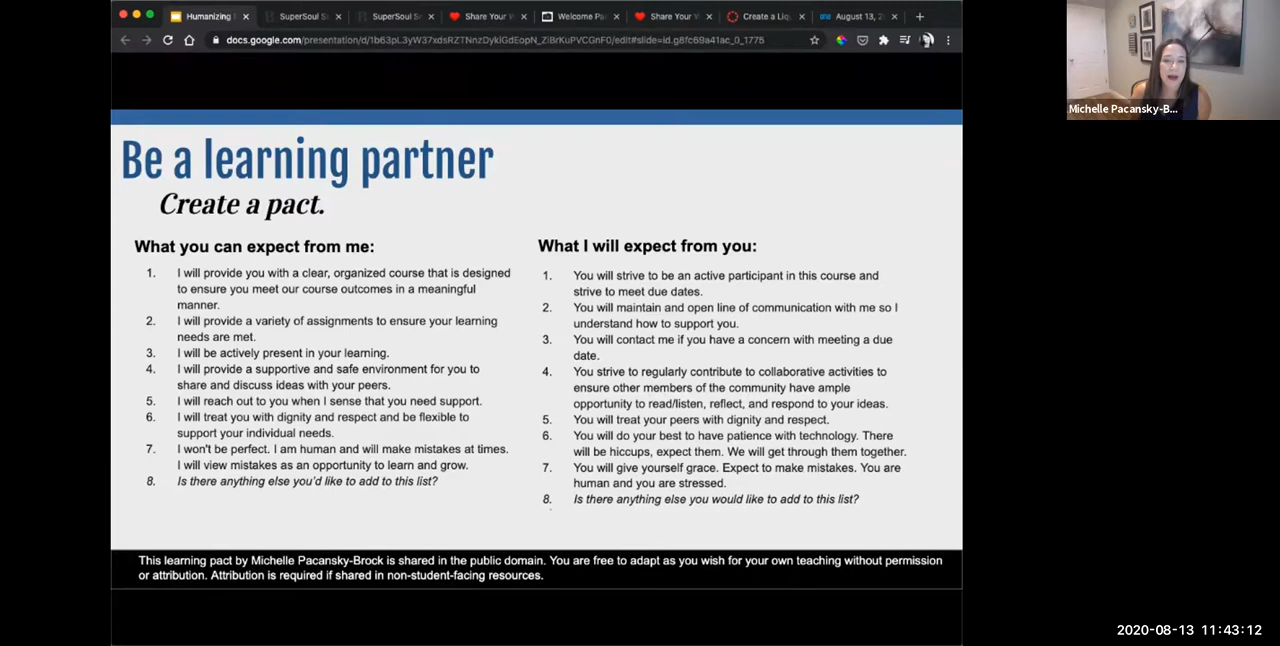 Humanizing
SuperSoul S
SuperSoul S
Share Your
Welcome Pa
Share Your
Create a Liq
August 13, 2
docs.google.com/presentation/d/
Michelle Pacansky-B...
Be a learning partner
Create a pact.
What you can expect from me:
1. I will provide you with a clear, organized course that is designed
to ensure you meet our course outcomes in a meaningful
manner.
2. I will provide a variety of assignments to ensure your learning
needs are met.
3. I will be actively present in your learning.
4. I will provide a supportive and safe environment for you to
share and discuss ideas with your peers.
5. I will reach out to you when I sense that you need support.
6. I will treat you with dignity and respect and be flexible to
support your individual needs.
7. I won't be perfect. I am human and will make mistakes at times.
I will view mistakes as an opportunity to learn and grow.
8. Is there anything else you'd like to add to this list?
What I will expect from you:
1. You will strive to be an active participant in this course and
strive to meet due dates.
2. You will maintain and open line of communication with me so I
understand how to support you.
3. You will contact me if you have a concern with meeting a due
date.
4. You strive to regularly contribute to collaborative activities to
ensure other members of the community have ample
opportunity to read/listen, reflect, and respond to your ideas.
5. You will treat your peers with dignity and respect.
6. You will do your best to have patience with technology. There
will be hiccups, expect them. We will get through them together.
7. You will give yourself grace. Expect to make mistakes. You are
human and you are stressed.
8. Is there anything else you would like to add to this list?
This learning pact by Michelle Pacansky-Brock is shared in the public domain. You are free to adapt as you wish for your own teaching without permission
or attribution. Attribution is required if shared in non-student-facing resources.
2020-08-13 11:43:12